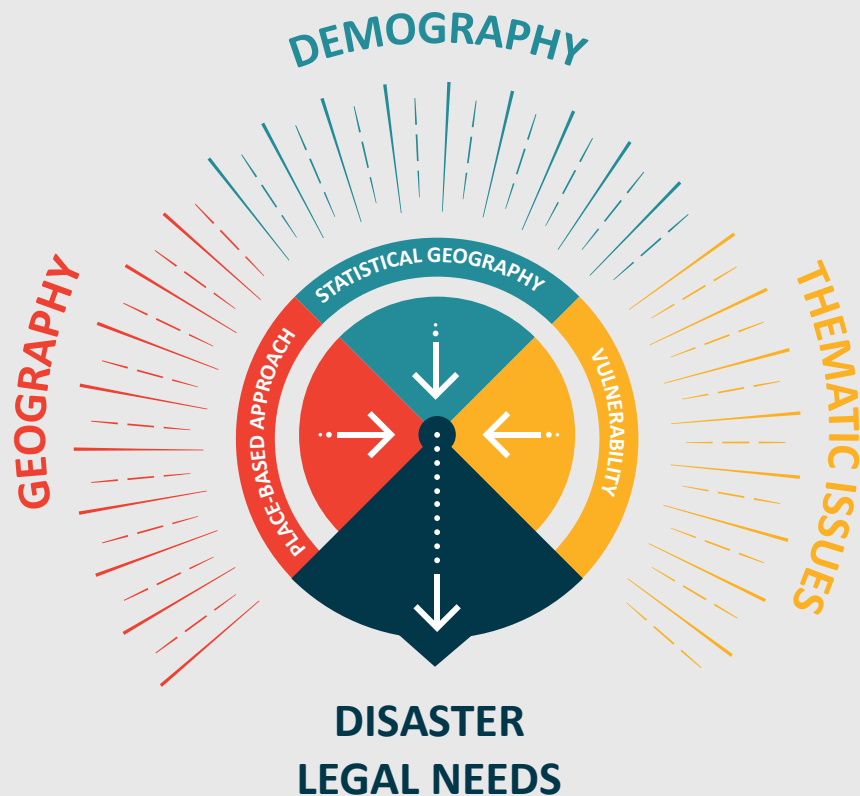 DEMOGRAPHY
GEOGRAPHY
THEMATIC ISSUES
STATISTICAL GEOGRAPHY
PLACE-BASED APPROACH
VULNERABILITY
DISASTER
LEGAL NEEDS